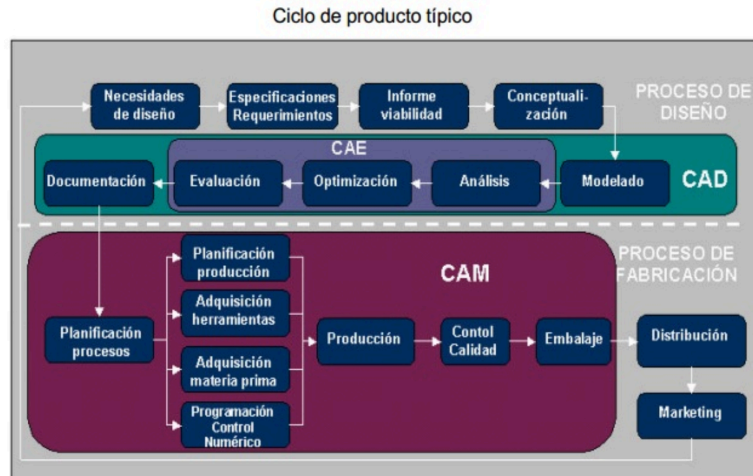 Ciclo de producto típico
Necesidades
de diseño
Especificaciones
Requerimientos
Informe
viabilidad
Conceptuali-
zación
PROCESO DE
DISEÑO
CAE
Documentación
Evaluación
Optimización
Análisis
Modelado
CAD
PROCESO DE
FABRICACIÓN
CAM
Planificación
procesos
Planificación
producción
Adquisición
herramientas
Adquisición
materia prima
Programación
Control
Numérico
Producción
Contol
Calidad
Embalaje
Distribución
Marketing